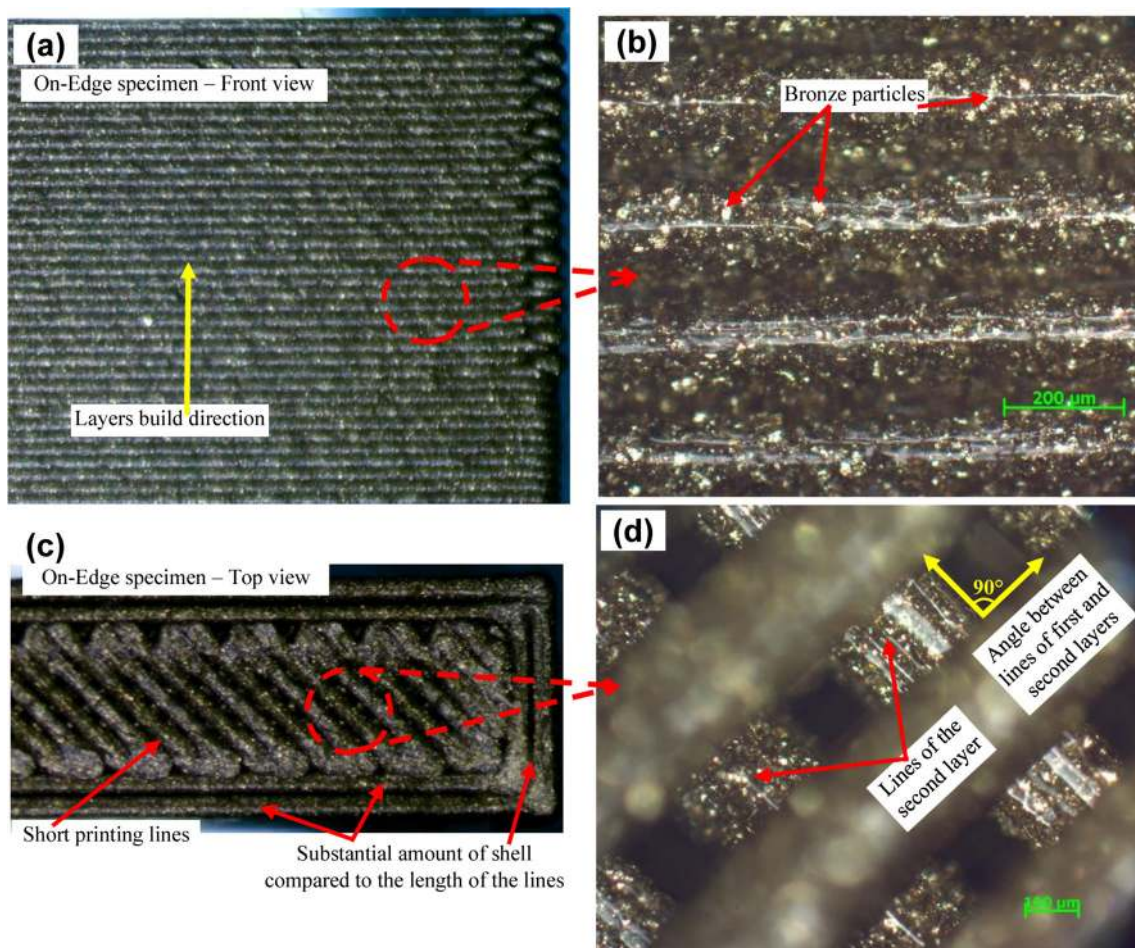 (a)
On-Edge specimen – Front view
Layers build direction
(b)
Bronze particles
200 µm
(c)
On-Edge specimen – Top view
Short printing lines
Substantial amount of shell
compared to the length of the lines
(d)
90°
Angle between
lines of first and
second layers
Lines of the
second layer
100 µm